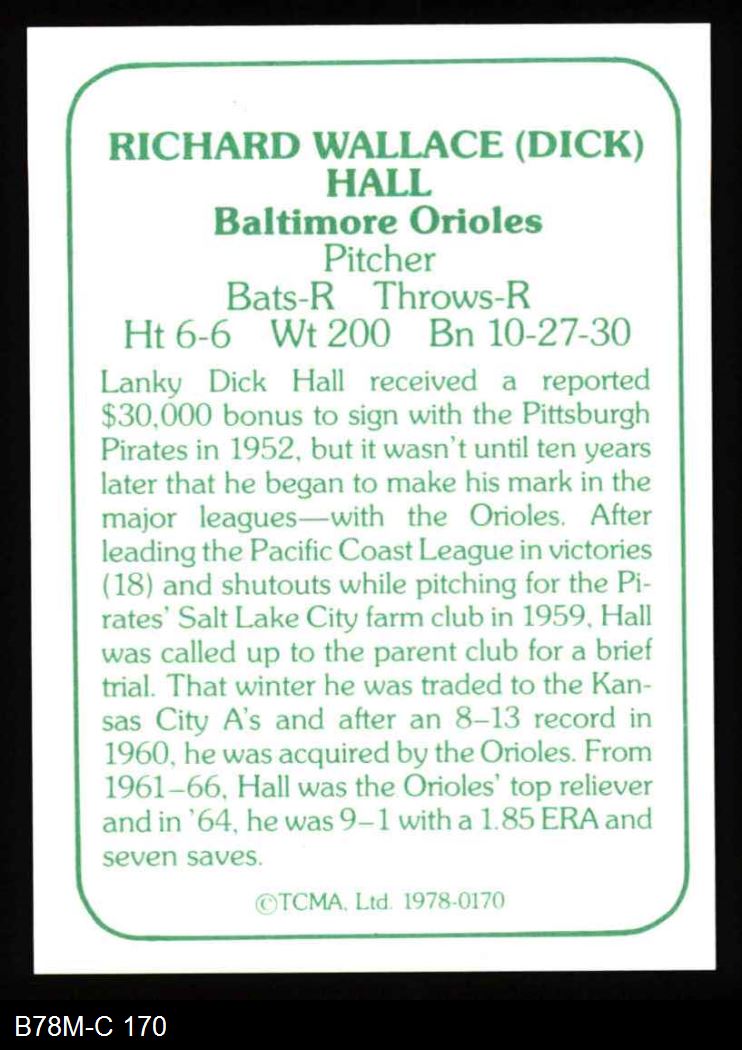 RICHARD WALLACE (DICK)
HALL
Baltimore Orioles
Pitcher
Bats-R Throws-R
Ht 6-6 Wt 200 Bn 10-27-30
Lanky Dick Hall received a reported
$30,000 bonus to sign with the Pittsburgh
Pirates in 1952, but it wasn't until ten years
later that he began to make his mark in the
major leagues—with the Orioles. After
leading the Pacific Coast League in victories
(18) and shutouts while pitching for the Pi-
rates' Salt Lake City farm club in 1959, Hall
was called up to the parent club for a brief
trial. That winter he was traded to the Kan-
sas City A's and after an 8–13 record in
1960, he was acquired by the Orioles. From
1961–66, Hall was the Orioles' top reliever
and in '64, he was 9–1 with a 1.85 ERA and
seven saves.
©TCMA, Ltd. 1978-0170
B78M-C 170